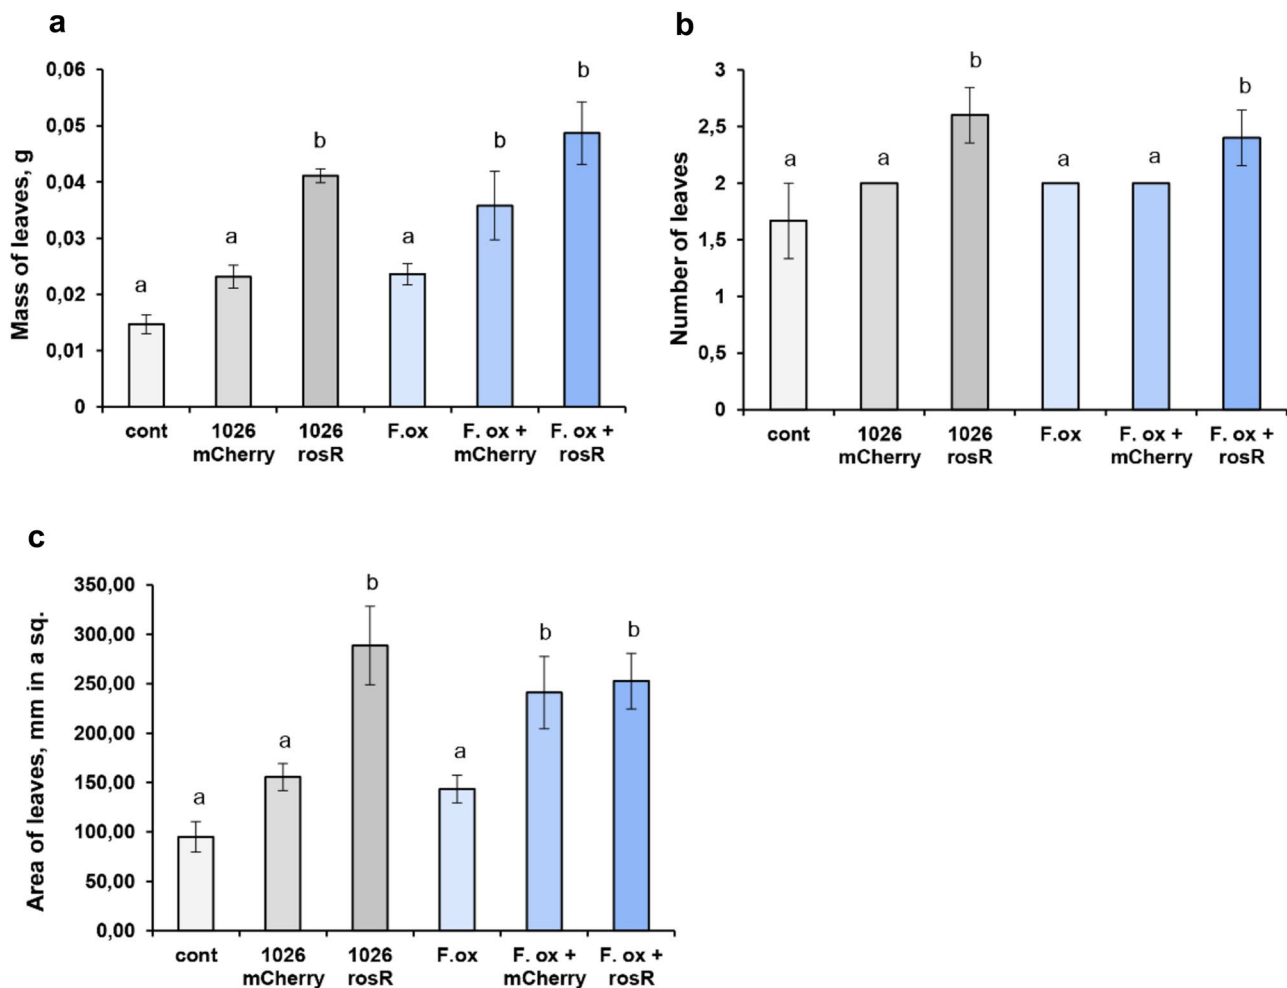 a
Mass of leaves, g
0,06
0,05
0,04
0,03
0,02
0,01
0
a
a
b
a
b
b
cont
1026 mCherry
1026 rosR
F.ox
F. ox + mCherry
F. ox + rosR
b
Number of leaves
3
2,5
2
1,5
1
0,5
0
a
a
b
a
a
b
cont
1026 mCherry
1026 rosR
F.ox
F. ox + mCherry
F. ox + rosR
c
Area of leaves, mm in a sq.
350,00
300,00
250,00
200,00
150,00
100,00
50,00
0,00
a
a
b
a
b
b
cont
1026 mCherry
1026 rosR
F.ox
F. ox + mCherry
F. ox + rosR